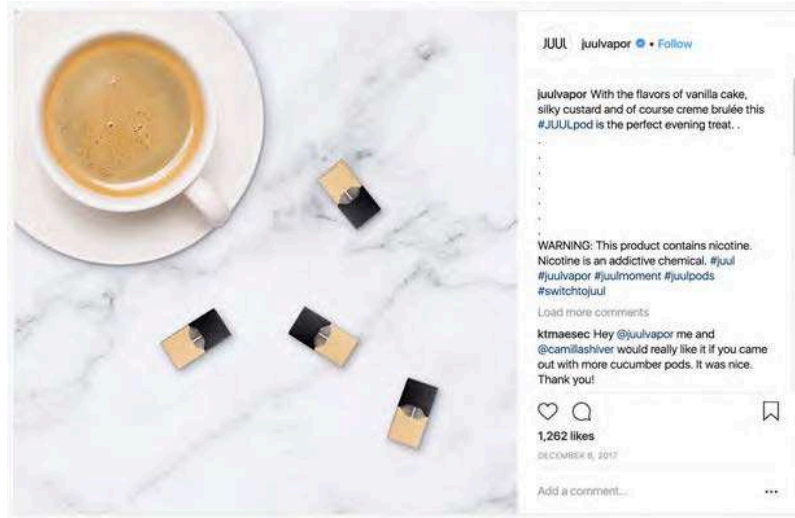 JUUL juulvapor • Follow
juulvapor With the flavors of vanilla cake,
silky custard and of course creme brulée this
#JUULpod is the perfect evening treat. .
.
.
.
.
.
.
WARNING: This product contains nicotine.
Nicotine is an addictive chemical. #juul
#juulvapor #juulmoment #juulpods
#switchtojuul
Load more comments
ktmaesec Hey @juulvapor me and
@camillashiver would really like it if you came
out with more cucumber pods. It was nice.
Thank you!
1,262 likes
DECEMBER 8, 2017
Add a comment...